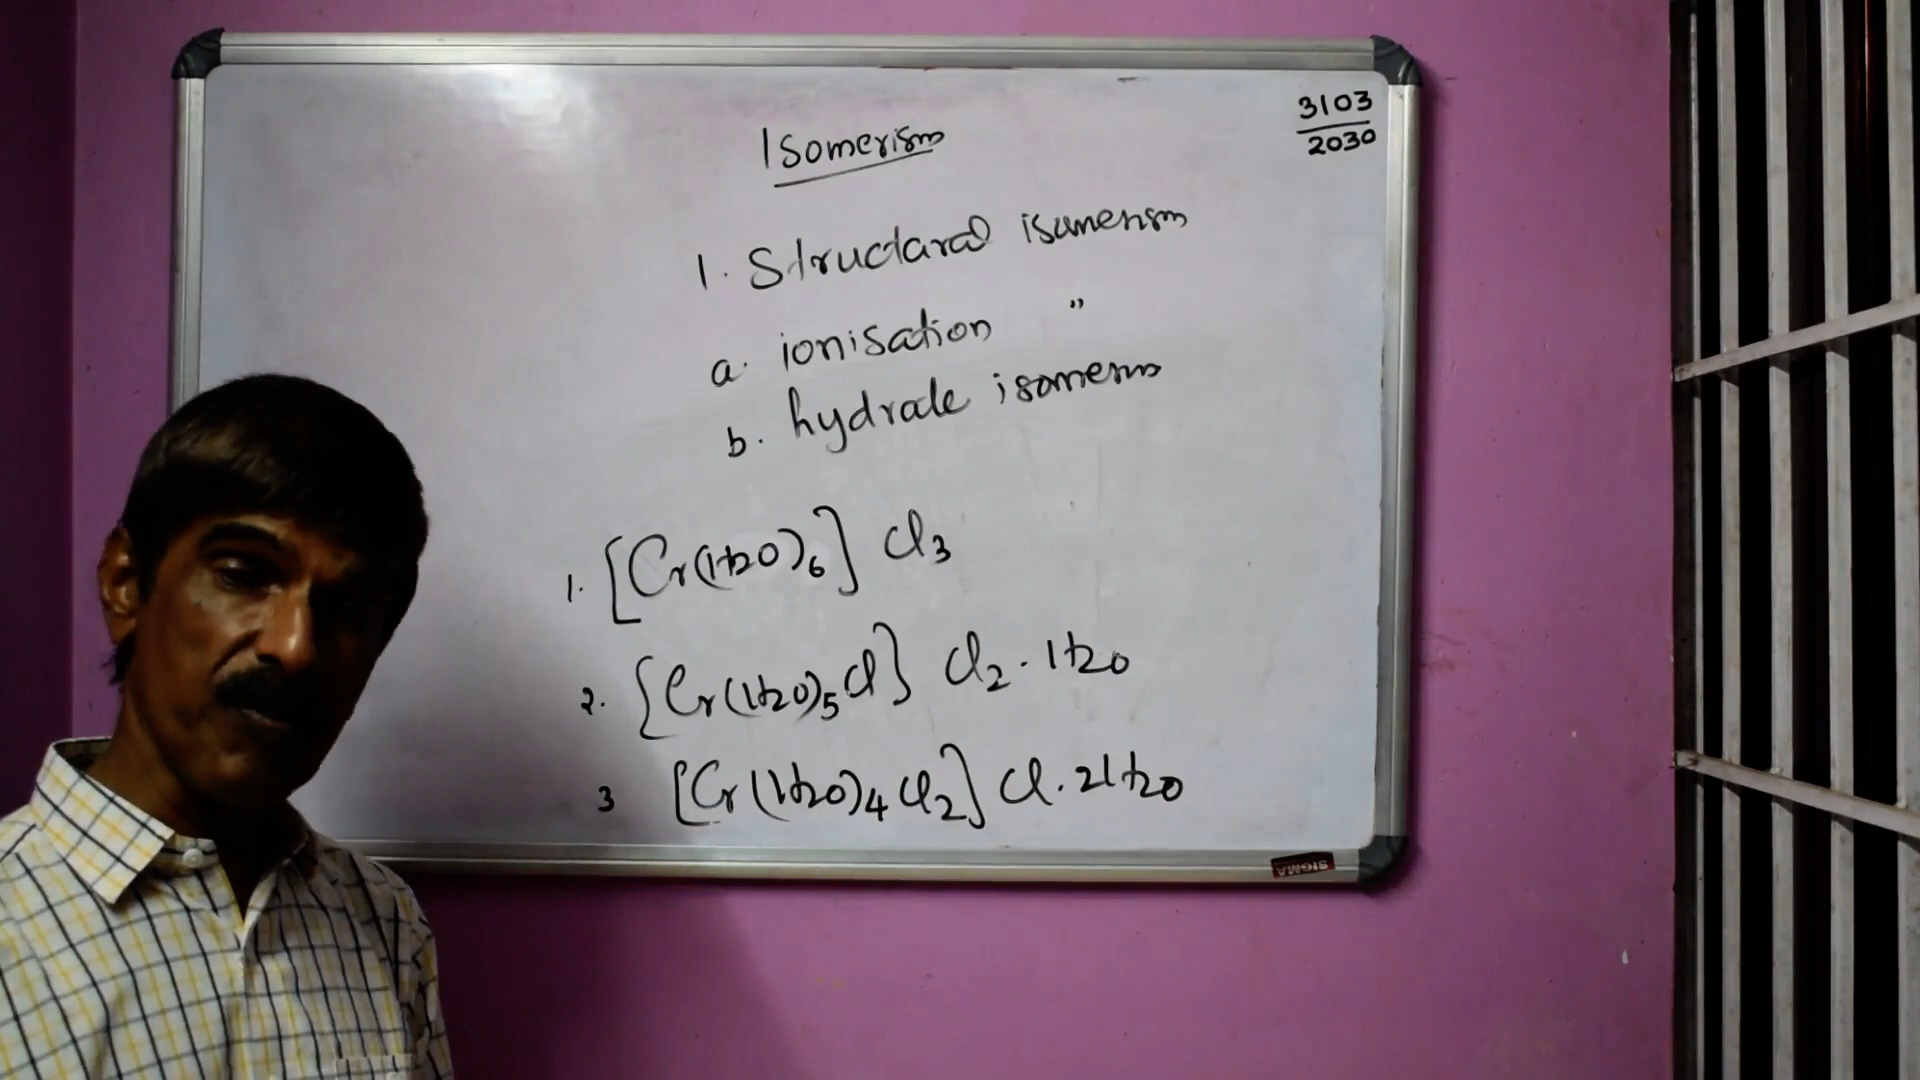 3103
2030
Isomerism
1. Structural isomerism
a. ionisation "
b. hydrate isomerism
1. [Cr(H2O)6] Cl3
2. [Cr(H2O)5Cl] Cl2 . H2O
3 [Cr(H2O)4Cl2] Cl . 2H2O
SIGMA